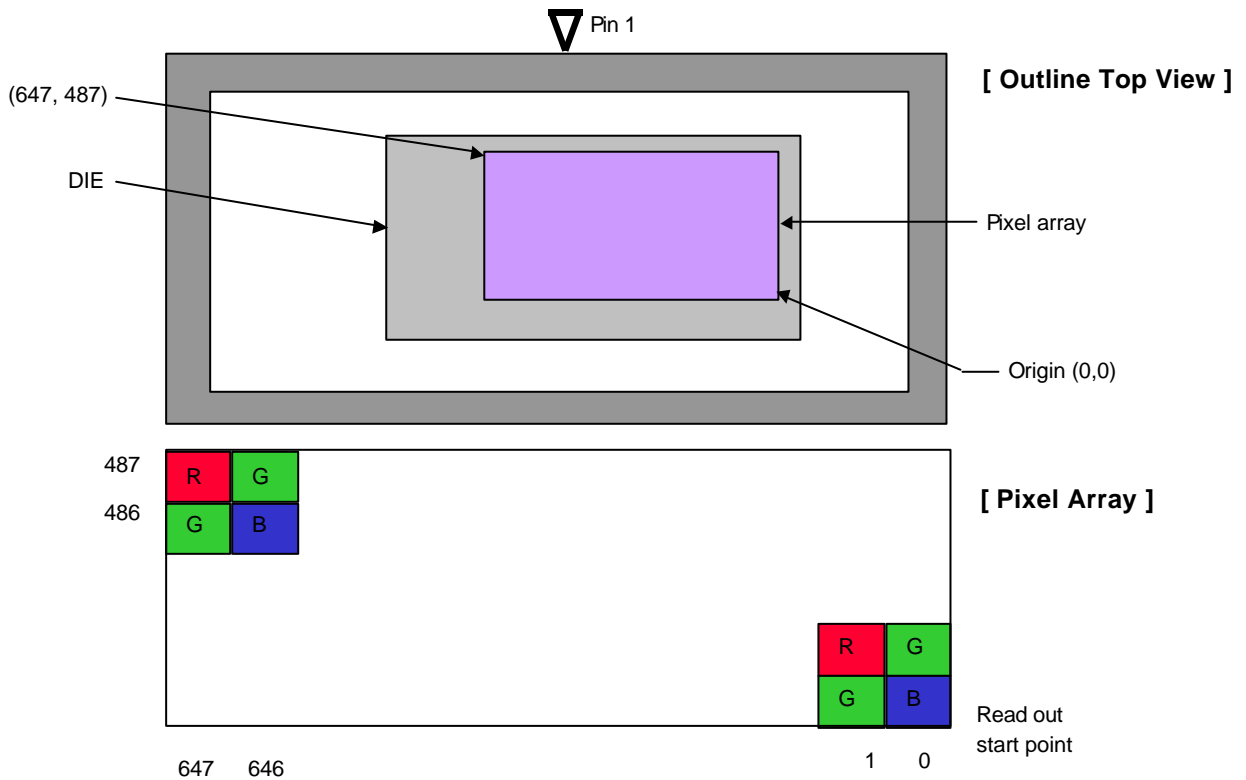 Pin 1
[ Outline Top View ]
(647, 487)
DIE
Pixel array
Origin (0,0)
487
R G
[ Pixel Array ]
486
G B
R G
G B
Read out
start point
647 646
1 0